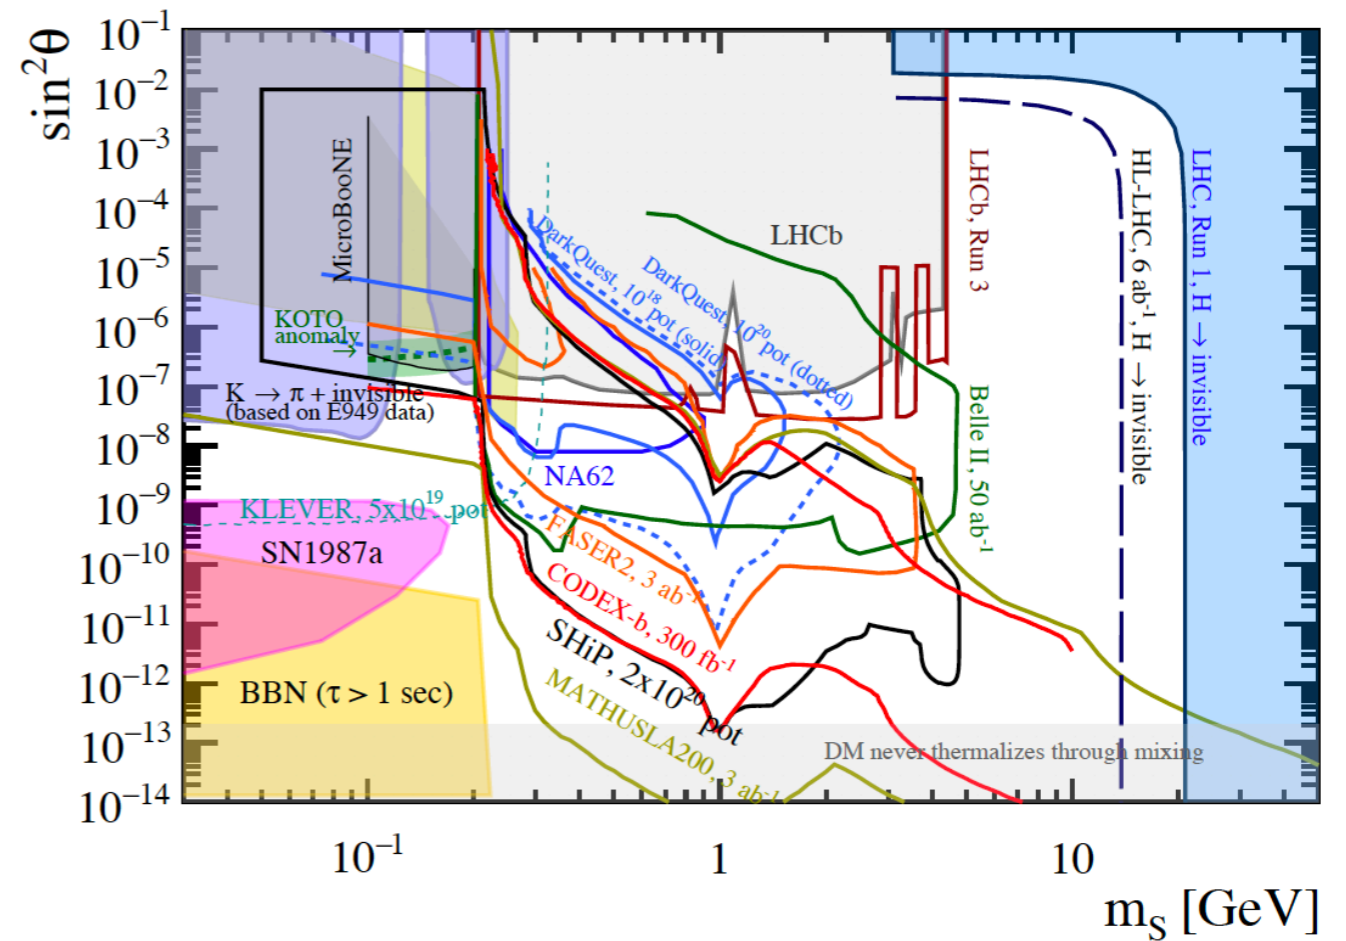 sin²θ
10⁻¹
10⁻²
10⁻³
10⁻⁴
10⁻⁵
10⁻⁶
10⁻⁷
10⁻⁸
10⁻⁹
10⁻¹⁰
10⁻¹¹
10⁻¹²
10⁻¹³
10⁻¹⁴
MicroBooNE
KOTO
anomaly
→
K → π + invisible
(based on E949 data)
KLEVER, 5x10¹⁹ pot
SN1987a
BBN (τ > 1 sec)
DarkQuest, 10¹⁸ pot (solid)
DarkQuest, 10²⁰ pot (dotted)
LHCb
NA62
FASER2, 3 ab⁻¹
CODEX-b, 300 fb⁻¹
SHiP, 2x10²⁰ pot
MATHUSLA200, 3 ab⁻¹
LHCb, Run 3
Belle II, 50 ab⁻¹
HL-LHC, 6 ab⁻¹, H → invisible
LHC, Run 1, H → invisible
DM never thermalizes through mixing
10⁻¹
1
10
mS [GeV]